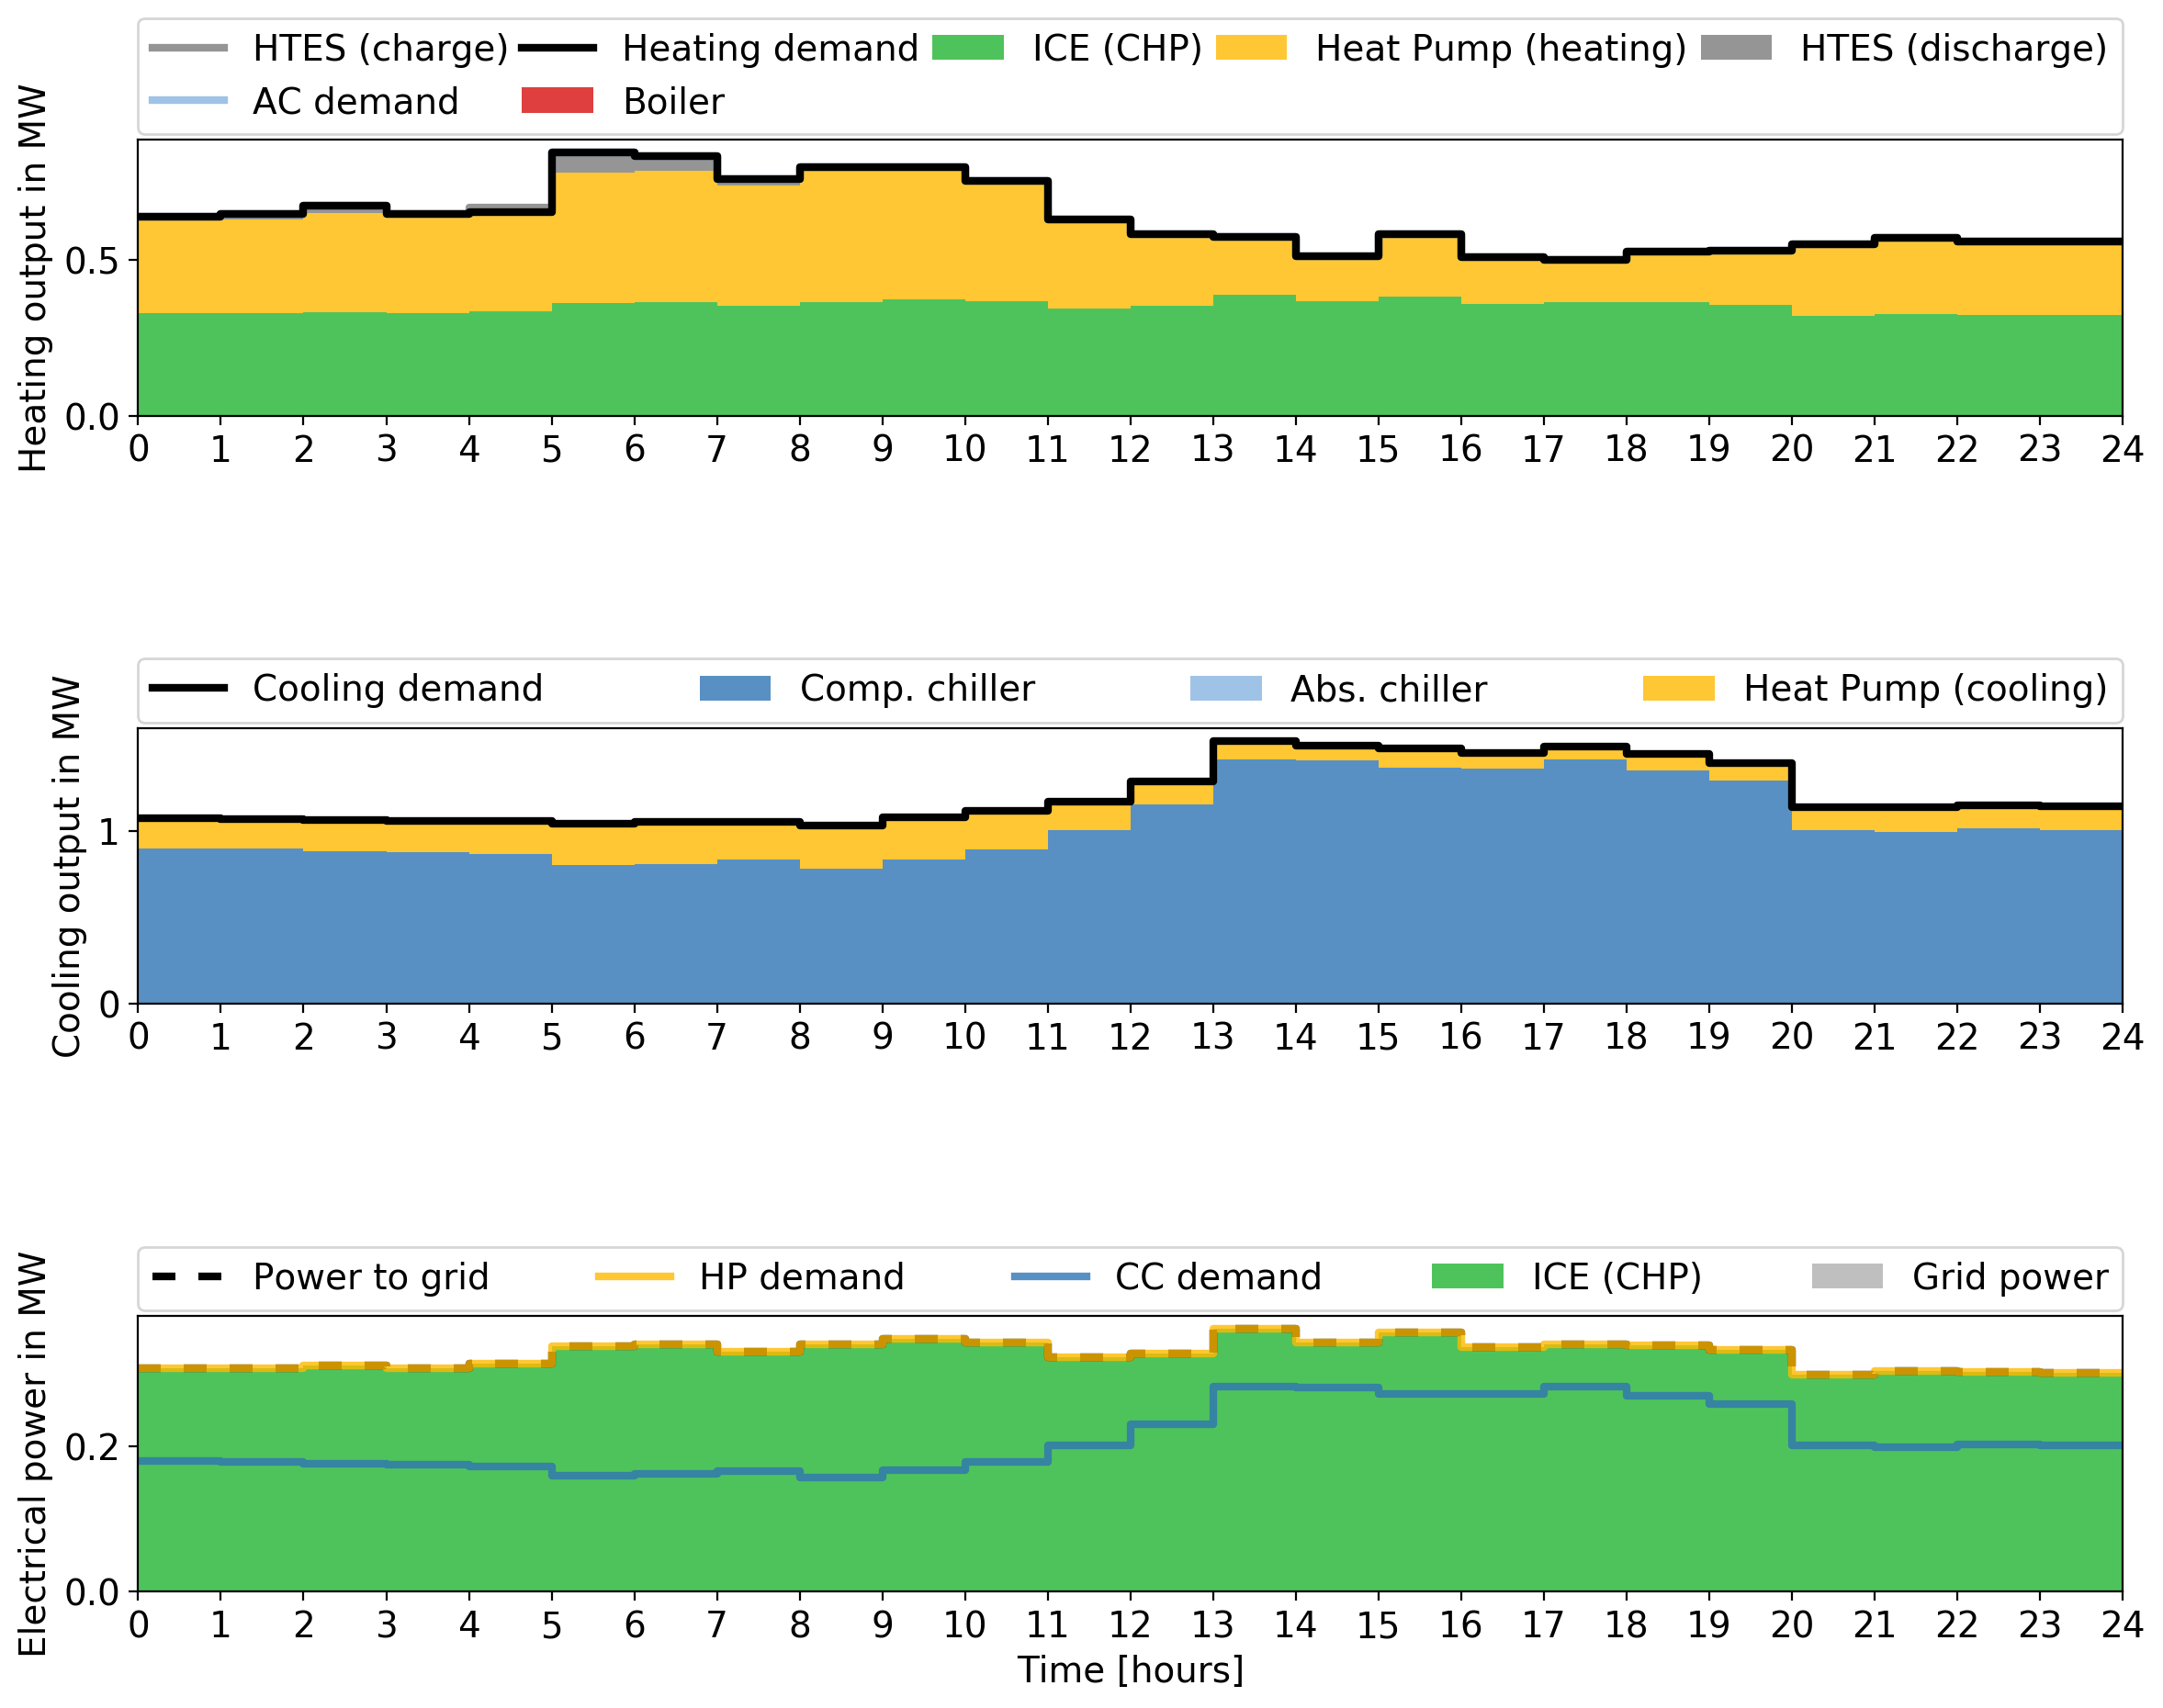 HTES (charge) Heating demand ICE (CHP) Heat Pump (heating) HTES (discharge)
AC demand Boiler
Heating output in MW
0.5
0.0
0 1 2 3 4 5 6 7 8 9 10 11 12 13 14 15 16 17 18 19 20 21 22 23 24
Cooling demand Comp. chiller Abs. chiller Heat Pump (cooling)
Cooling output in MW
1
0
0 1 2 3 4 5 6 7 8 9 10 11 12 13 14 15 16 17 18 19 20 21 22 23 24
Power to grid HP demand CC demand ICE (CHP) Grid power
Electrical power in MW
0.2
0.0
0 1 2 3 4 5 6 7 8 9 10 11 12 13 14 15 16 17 18 19 20 21 22 23 24
Time [hours]